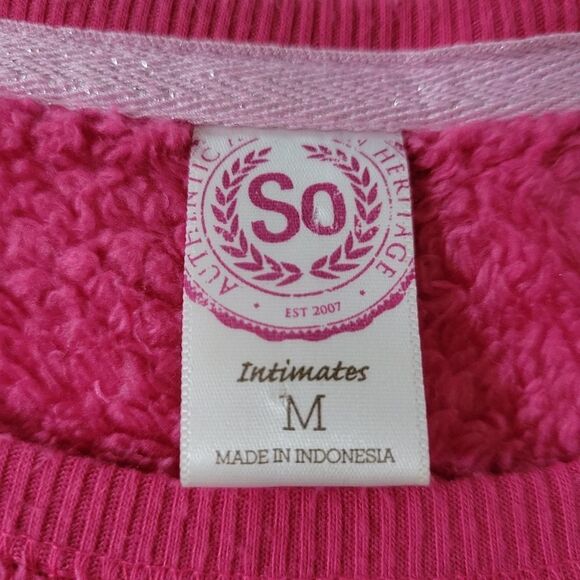 AUTHENTIC HERITAGE
So
EST 2007
Intimates
M
MADE IN INDONESIA